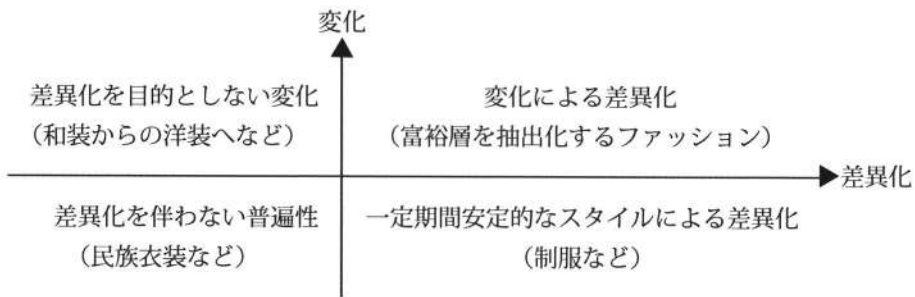 変化
差異化を目的としない変化
（和装からの洋装へなど）
変化による差異化
（富裕層を抽出化するファッション）
差異化
差異化を伴わない普遍性
（民族衣装など）
一定期間安定的なスタイルによる差異化
（制服など）